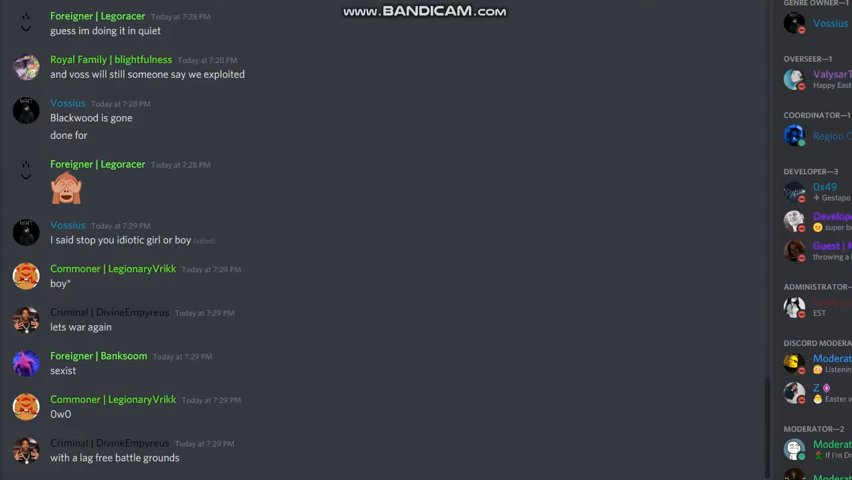 www.BANDICAM.com
Foreigner | Legoracer Today at 7:28 PM
guess im doing it in quiet
Royal Family | blightfulness Today at 7:28 PM
and voss will still someone say we exploited
Vossius Today at 7:28 PM
Blackwood is gone
done for
Foreigner | Legoracer Today at 7:28 PM
Vossius Today at 7:29 PM
I said stop you idiotic girl or boy (edited)
Commoner | LegionaryVrikk Today at 7:29 PM
boy*
Criminal | DivineEmpyreus Today at 7:29 PM
lets war again
Foreigner | Banksoom Today at 7:29 PM
sexist
Commoner | LegionaryVrikk Today at 7:29 PM
0w0
Criminal | DivineEmpyreus Today at 7:29 PM
with a lag free battle grounds
GENRE OWNER—1
Vossius
OVERSEER—1
ValysarT
Happy East
COORDINATOR—1
Region C
DEVELOPER—3
0x49
Gestapo
Develop
super b
Guest | M
throwing a l
ADMINISTRATOR—
EST
DISCORD MODERA
Moderat
Listenin
Z
Easter w
MODERATOR—2
Moderat
If I'm Dr
Moderat